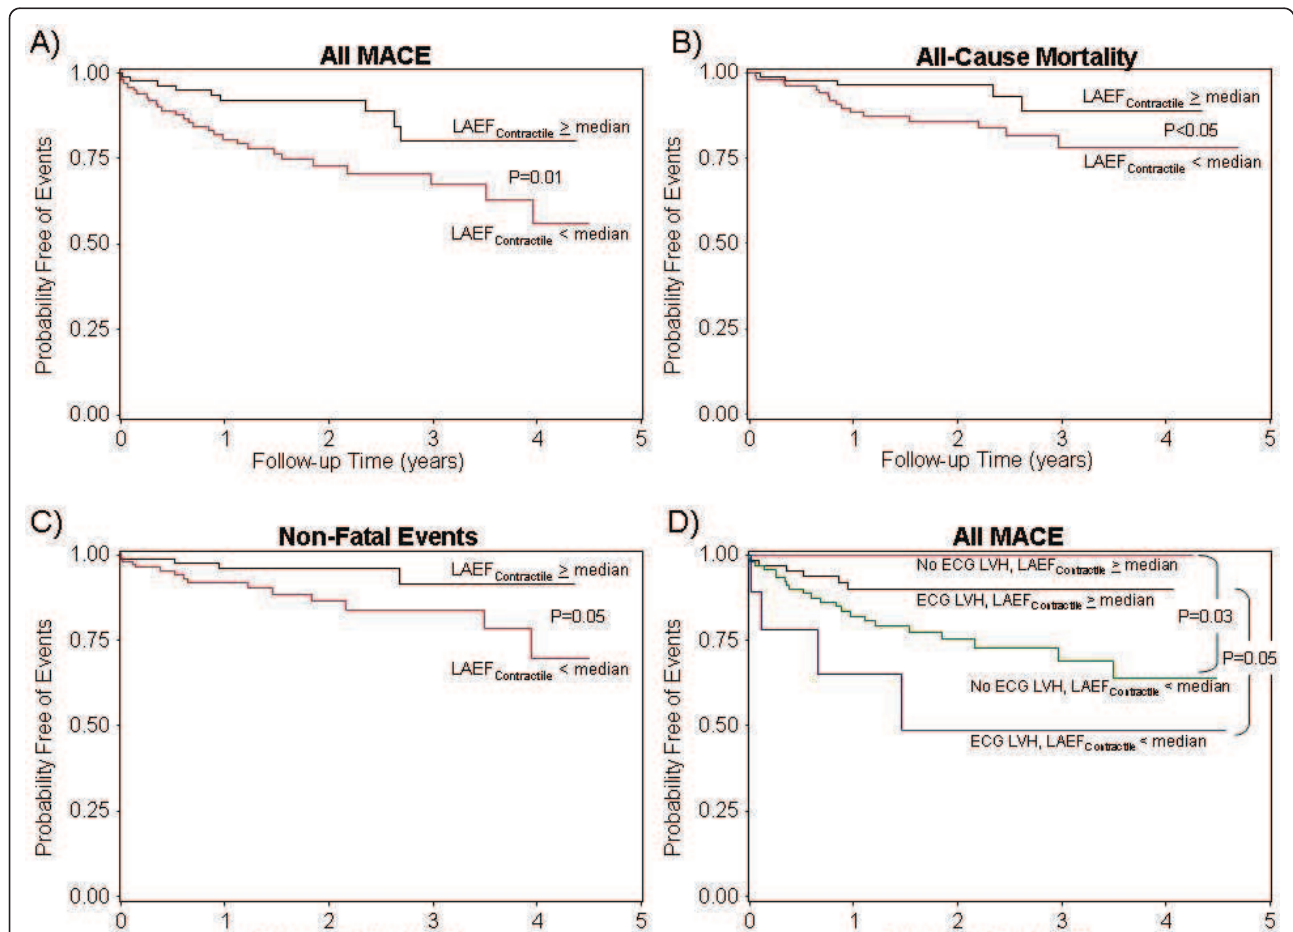 A)
All MACE
Probability Free of Events
1.00
0.75
0.50
0.25
0.00
LAEFContractile ≥ median
P=0.01
LAEFContractile < median
0 1 2 3 4 5
Follow-up Time (years)
B)
All-Cause Mortality
Probability Free of Events
1.00
0.75
0.50
0.25
0.00
LAEFContractile ≥ median
P<0.05
LAEFContractile < median
0 1 2 3 4 5
Follow-up Time (years)
C)
Non-Fatal Events
Probability Free of Events
1.00
0.75
0.50
0.25
0.00
LAEFContractile ≥ median
P=0.05
LAEFContractile < median
0 1 2 3 4 5
D)
All MACE
Probability Free of Events
1.00
0.75
0.50
0.25
0.00
No ECG LVH, LAEFContractile ≥ median
ECG LVH, LAEFContractile ≥ median
P=0.03
P=0.05
No ECG LVH, LAEFContractile < median
ECG LVH, LAEFContractile < median
0 1 2 3 4 5